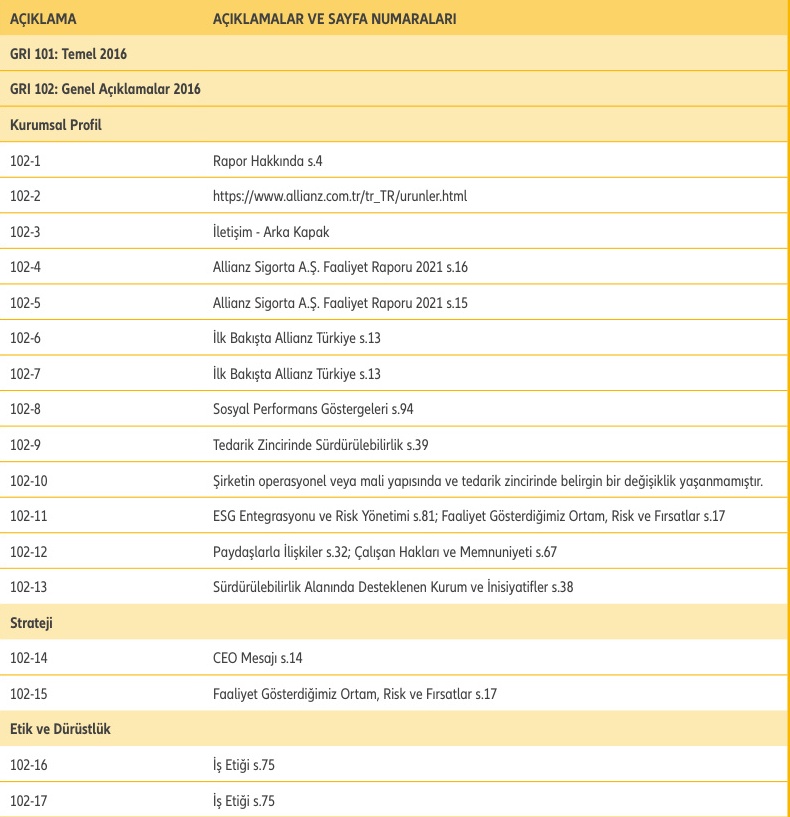 AÇIKLAMA AÇIKLAMALAR VE SAYFA NUMARALARI
GRI 101: Temel 2016
GRI 102: Genel Açıklamalar 2016
Kurumsal Profil
102-1 Rapor Hakkında s.4
102-2 https://www.allianz.com.tr/tr_TR/urunler.html
102-3 İletişim - Arka Kapak
102-4 Allianz Sigorta A.Ş. Faaliyet Raporu 2021 s.16
102-5 Allianz Sigorta A.Ş. Faaliyet Raporu 2021 s.15
102-6 İlk Bakışta Allianz Türkiye s.13
102-7 İlk Bakışta Allianz Türkiye s.13
102-8 Sosyal Performans Göstergeleri s.94
102-9 Tedarik Zincirinde Sürdürülebilirlik s.39
102-10 Şirketin operasyonel veya mali yapısında ve tedarik zincirinde belirgin bir değişiklik yaşanmamıştır.
102-11 ESG Entegrasyonu ve Risk Yönetimi s.81; Faaliyet Gösterdiğimiz Ortam, Risk ve Fırsatlar s.17
102-12 Paydaşlarla İlişkiler s.32; Çalışan Hakları ve Memnuniyeti s.67
102-13 Sürdürülebilirlik Alanında Desteklenen Kurum ve İnisiyatifler s.38
Strateji
102-14 CEO Mesajı s.14
102-15 Faaliyet Gösterdiğimiz Ortam, Risk ve Fırsatlar s.17
Etik ve Dürüstlük
102-16 İş Etiği s.75
102-17 İş Etiği s.75